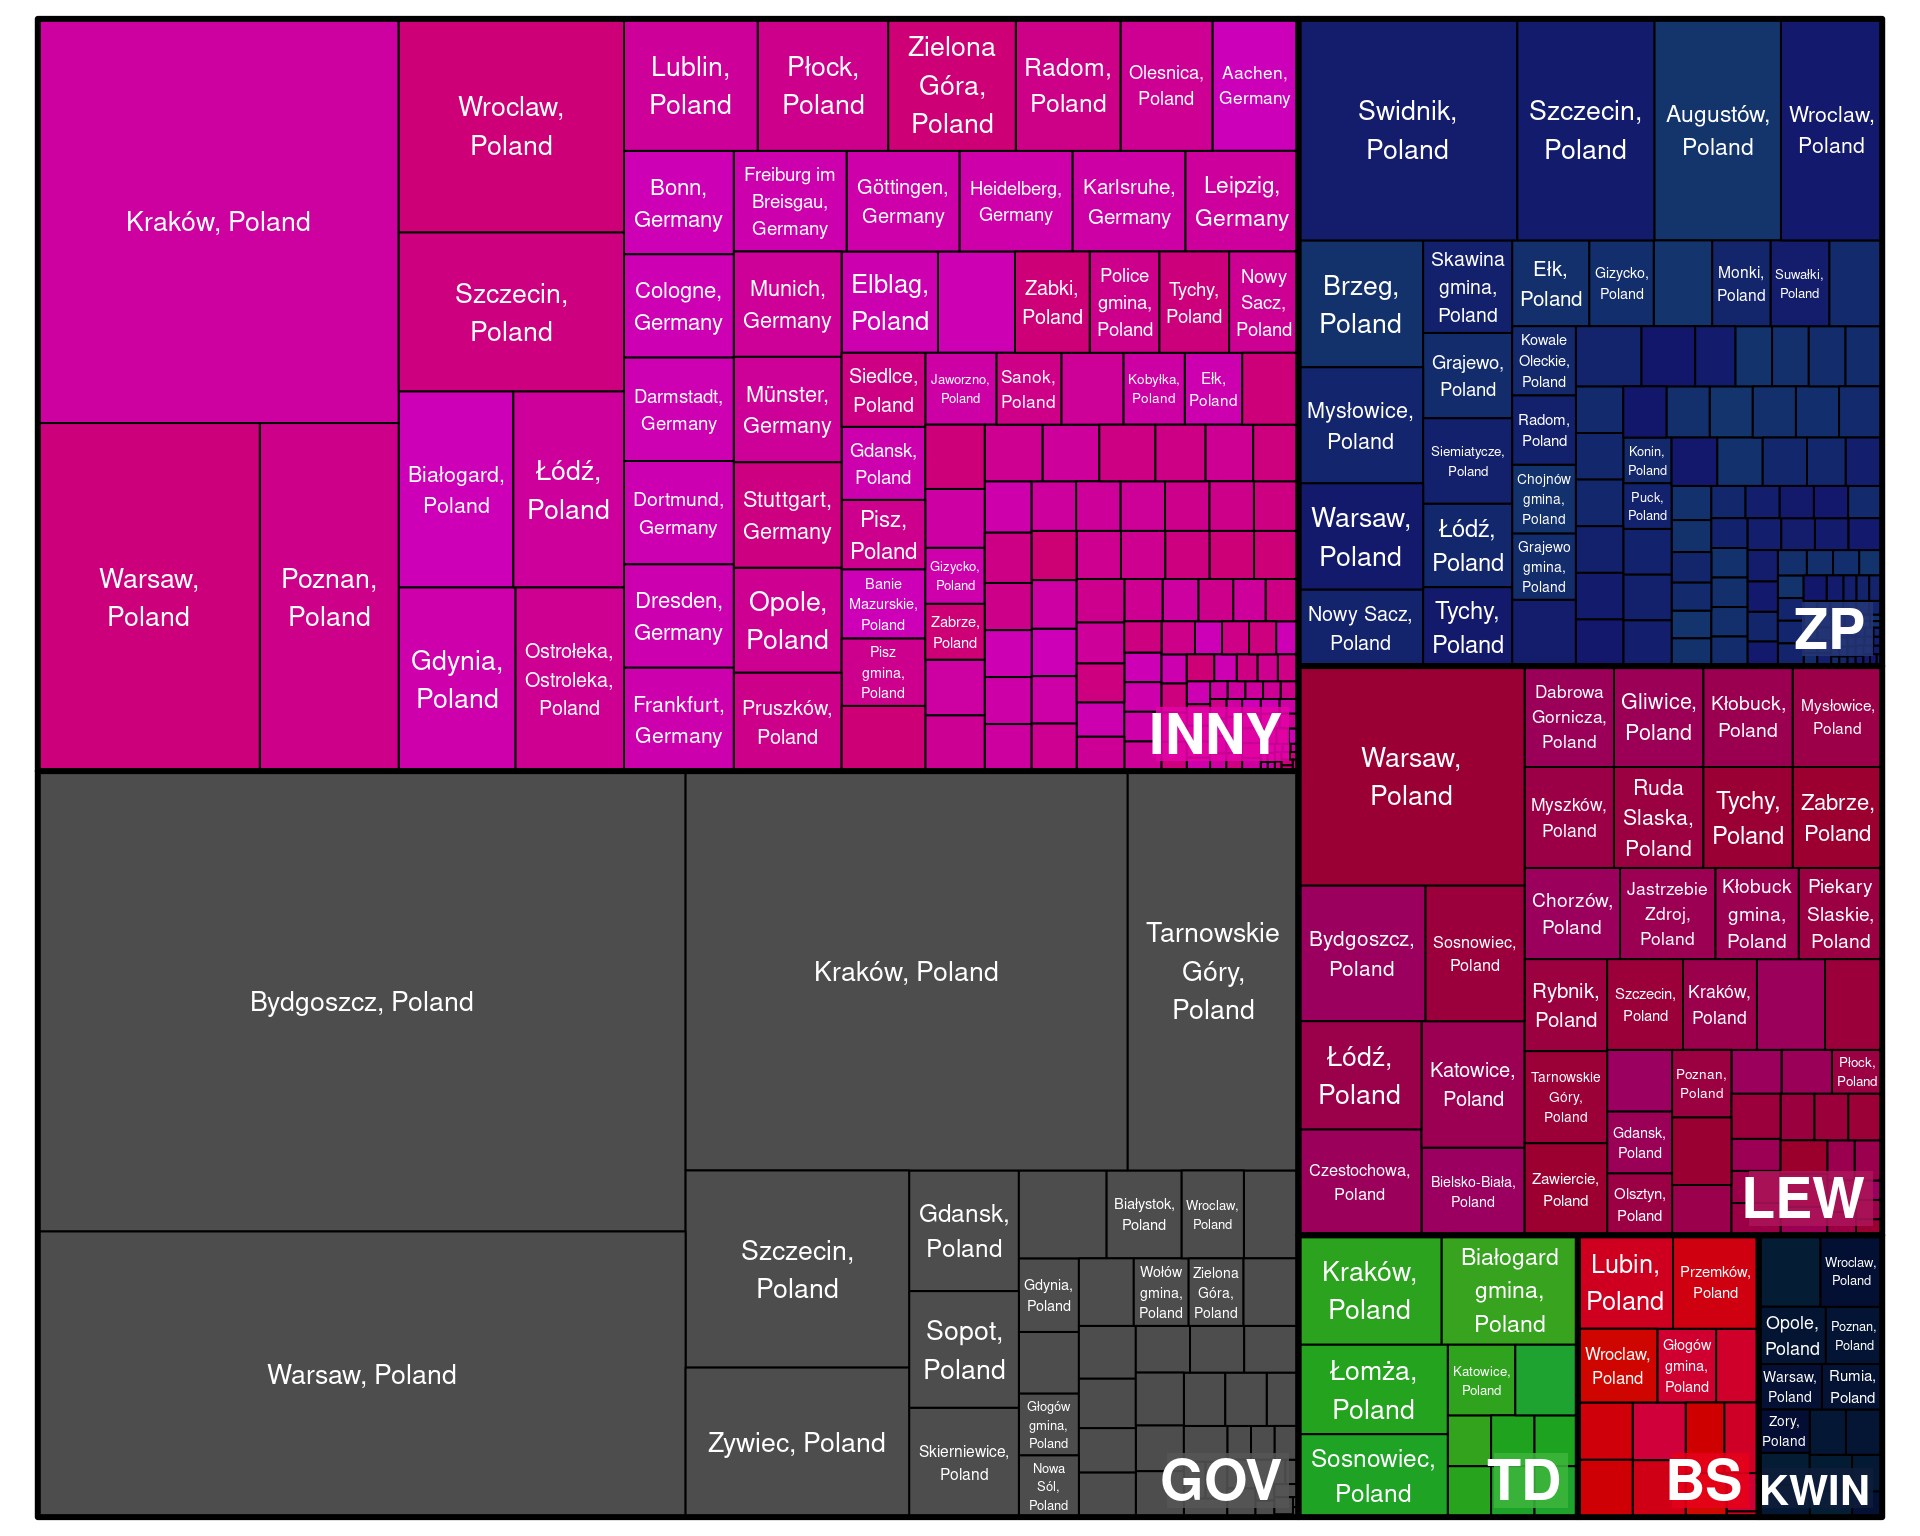 Kraków, Poland
Wroclaw,
Poland
Szczecin,
Poland
Warsaw,
Poland
Poznan,
Poland
Białogard,
Poland
Łódź,
Poland
Gdynia,
Poland
Ostrołeka,
Ostroleka,
Poland
Lublin,
Poland
Płock,
Poland
Zielona
Góra,
Poland
Radom,
Poland
Olesnica,
Poland
Aachen,
Germany
Bonn,
Germany
Freiburg im
Breisgau,
Germany
Göttingen,
Germany
Heidelberg,
Germany
Karlsruhe,
Germany
Leipzig,
Germany
Cologne,
Germany
Munich,
Germany
Elblag,
Poland
Zabki,
Poland
Police
gmina,
Poland
Tychy,
Poland
Nowy
Sacz,
Poland
Darmstadt,
Germany
Münster,
Germany
Siedlce,
Poland
Jaworzno,
Poland
Sanok,
Poland
Kobyłka,
Poland
Ełk,
Poland
Dortmund,
Germany
Stuttgart,
Germany
Gdansk,
Poland
Pisz,
Poland
Gizycko,
Poland
Dresden,
Germany
Opole,
Poland
Banie
Mazurskie,
Poland
Zabrze,
Poland
Pisz
gmina,
Poland
Frankfurt,
Germany
Pruszków,
Poland
INNY
Swidnik,
Poland
Szczecin,
Poland
Augustów,
Poland
Wroclaw,
Poland
Brzeg,
Poland
Skawina
gmina,
Poland
Ełk,
Poland
Gizycko,
Poland
Monki,
Poland
Suwałki,
Poland
Grajewo,
Poland
Kowale
Oleckie,
Poland
Mysłowice,
Poland
Siemiatycze,
Poland
Radom,
Poland
Konin,
Poland
Chojnów
gmina,
Poland
Puck,
Poland
Warsaw,
Poland
Łódź,
Poland
Grajewo
gmina,
Poland
Nowy Sacz,
Poland
Tychy,
Poland
ZP
Bydgoszcz, Poland
Kraków, Poland
Tarnowskie
Góry,
Poland
Warsaw, Poland
Szczecin,
Poland
Zywiec, Poland
Gdansk,
Poland
Sopot,
Poland
Skierniewice,
Poland
Białystok,
Poland
Wroclaw,
Poland
Gdynia,
Poland
Wołów
gmina,
Poland
Zielona
Góra,
Poland
Głogów
gmina,
Poland
Nowa
Sól,
Poland
GOV
Warsaw,
Poland
Dabrowa
Gornicza,
Poland
Gliwice,
Poland
Kłobuck,
Poland
Mysłowice,
Poland
Myszków,
Poland
Ruda
Slaska,
Poland
Tychy,
Poland
Zabrze,
Poland
Bydgoszcz,
Poland
Sosnowiec,
Poland
Chorzów,
Poland
Jastrzebie
Zdroj,
Poland
Kłobuck
gmina,
Poland
Piekary
Slaskie,
Poland
Rybnik,
Poland
Szczecin,
Poland
Kraków,
Poland
Łódź,
Poland
Katowice,
Poland
Tarnowskie
Góry,
Poland
Poznan,
Poland
Płock,
Poland
Gdansk,
Poland
Czestochowa,
Poland
Bielsko-Biała,
Poland
Zawiercie,
Poland
Olsztyn,
Poland
LEW
Kraków,
Poland
Białogard
gmina,
Poland
Łomża,
Poland
Katowice,
Poland
Sosnowiec,
Poland
TD
Lubin,
Poland
Przemków,
Poland
Wroclaw,
Poland
Głogów
gmina,
Poland
BS
Wroclaw,
Poland
Opole,
Poland
Poznan,
Poland
Warsaw,
Poland
Rumia,
Poland
Zory,
Poland
KWIN